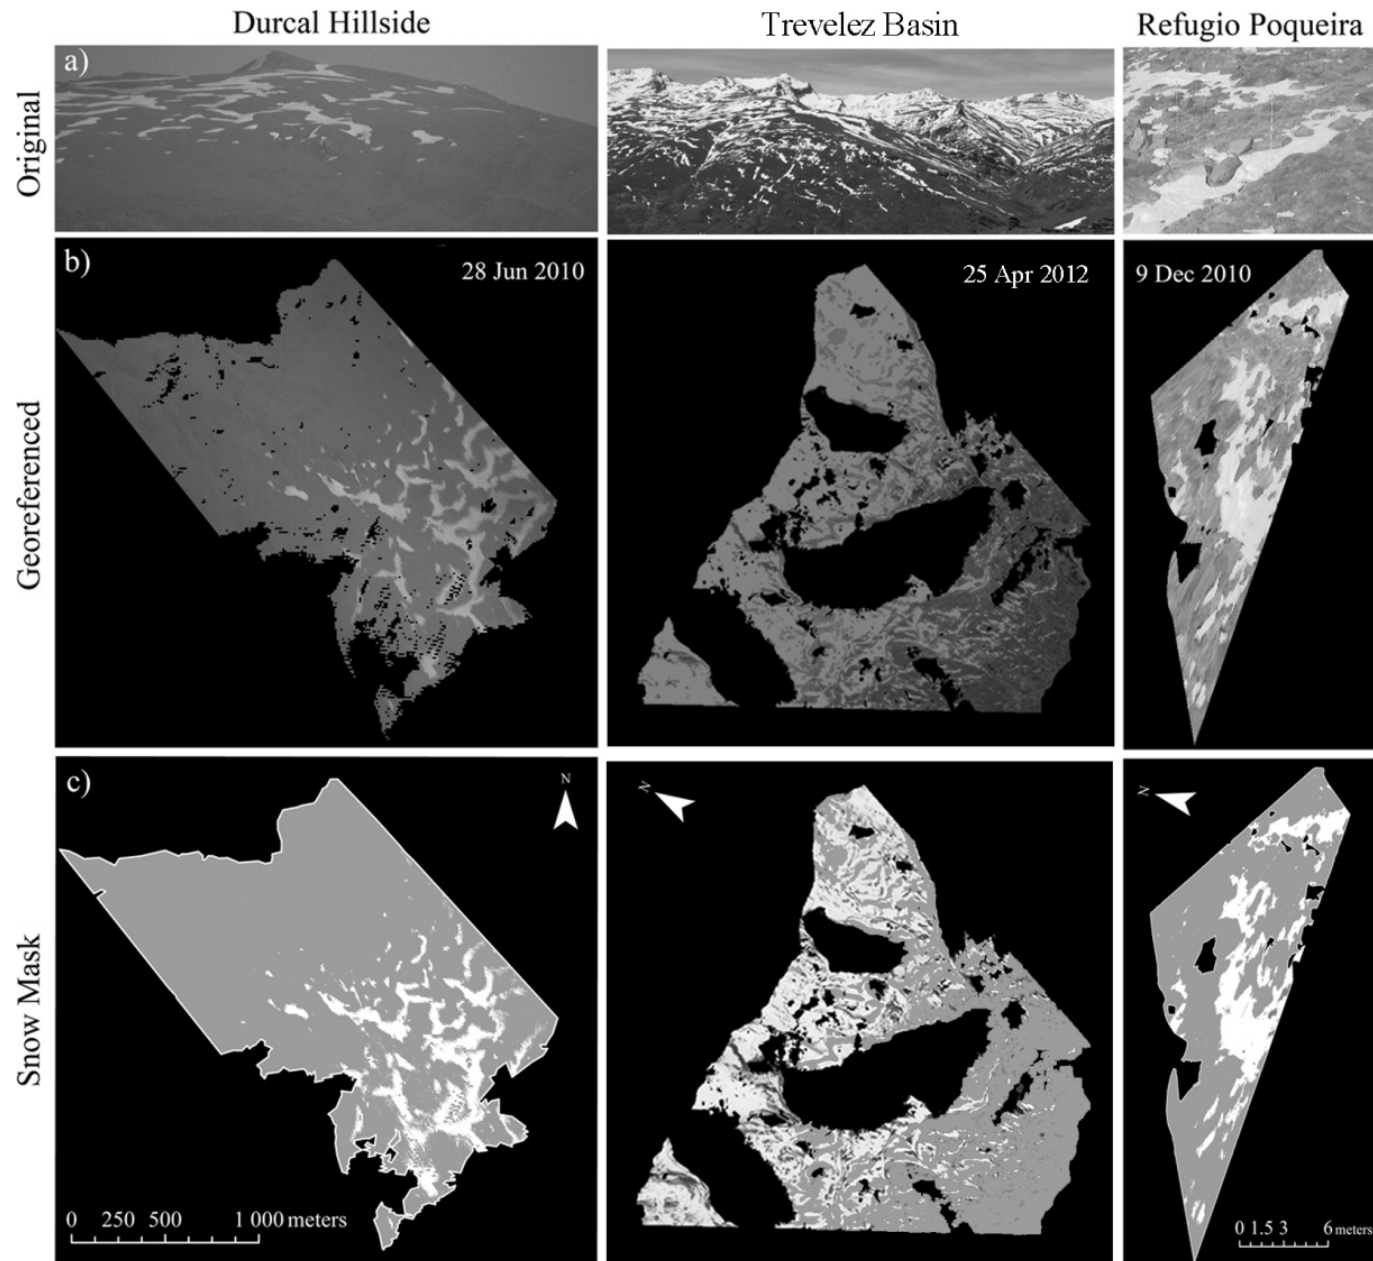 Durcal Hillside
Trevelez Basin
Refugio Poqueira
Original
a)
Georeferenced
b)
28 Jun 2010
25 Apr 2012
9 Dec 2010
Snow Mask
c)
N
N
N
0 250 500 1 000 meters
0 1.5 3 6 meters